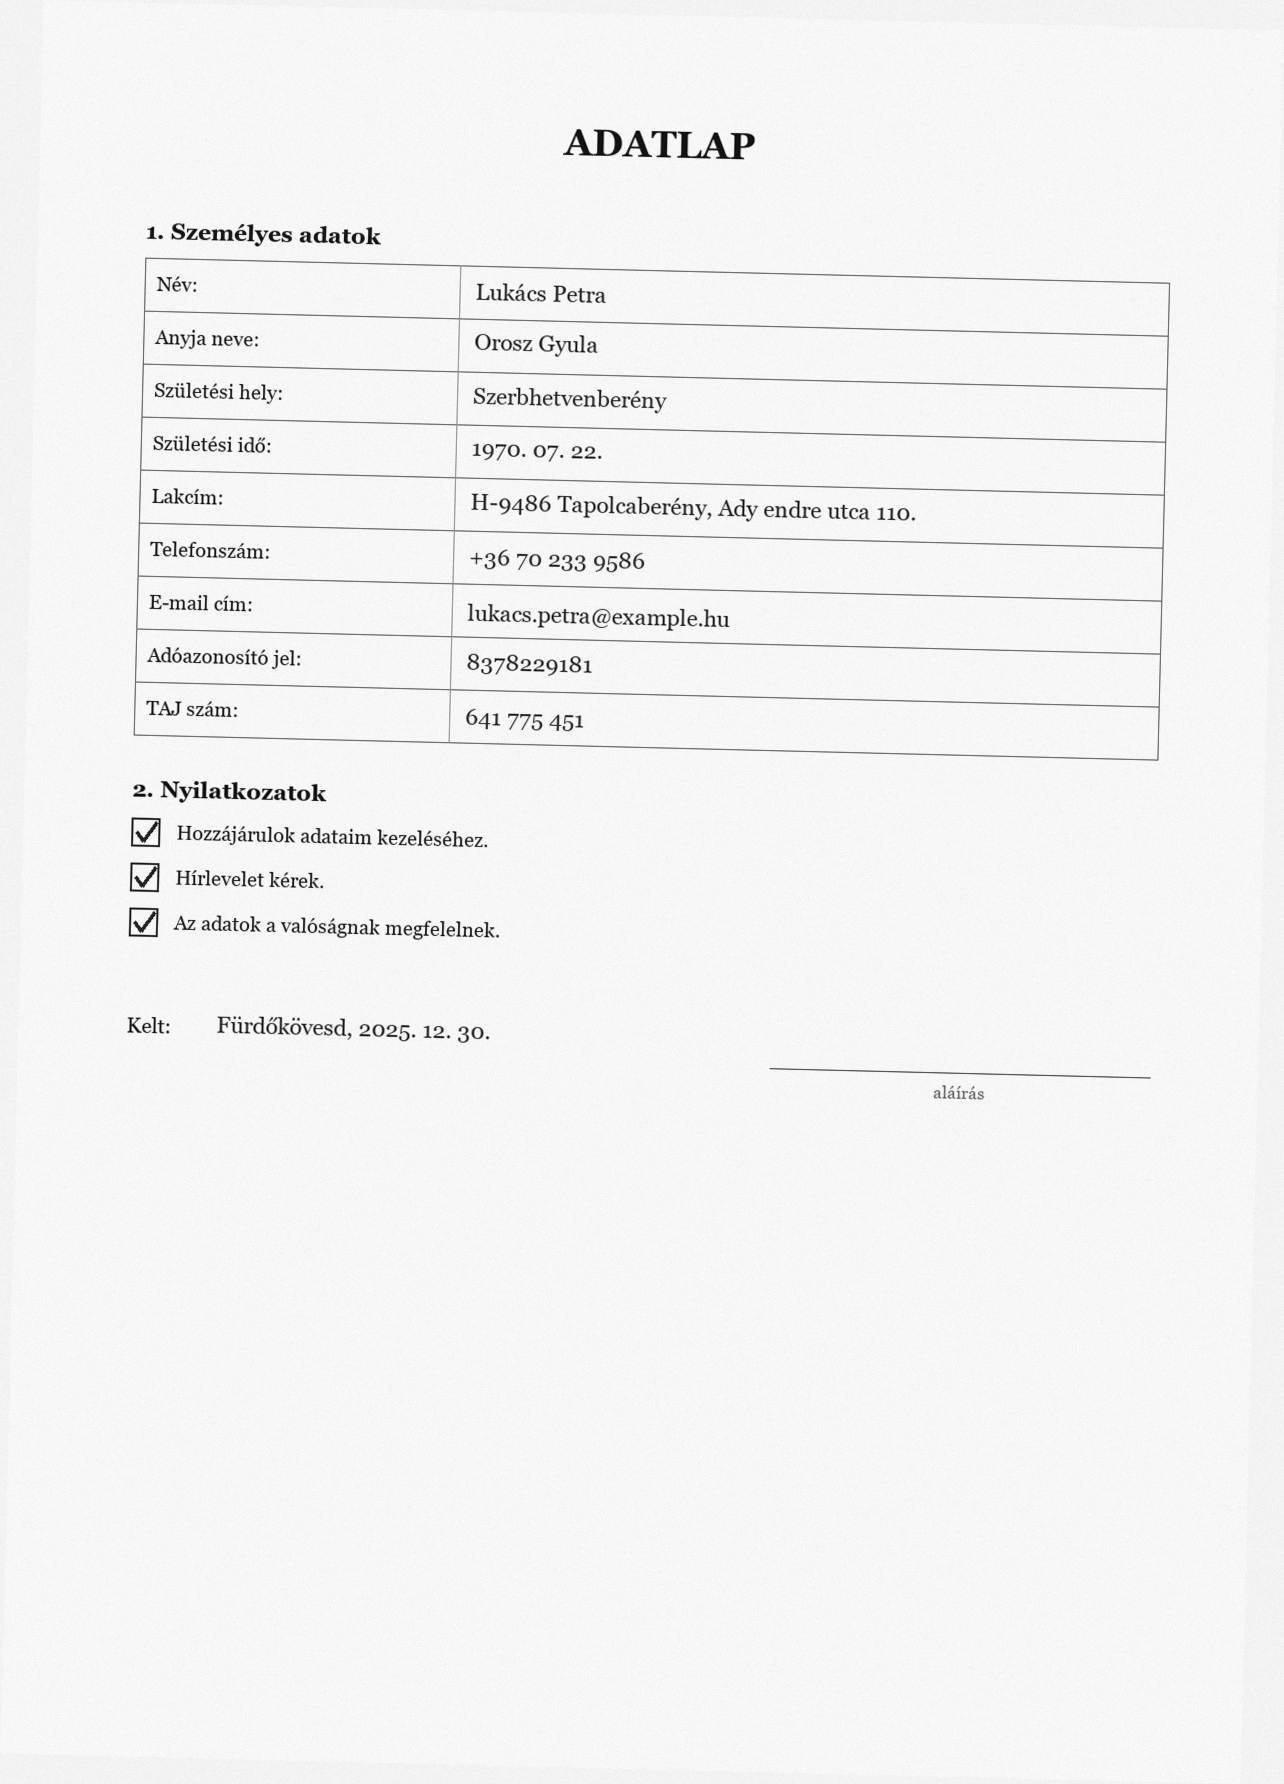 ADATLAP
1. Személyes adatok
Név: Lukács Petra
Anyja neve: Orosz Gyula
Születési hely: Szerbhetvenberény
Születési idő: 1970. 07. 22.
Lakcím: H-9486 Tapolcaberény, Ady endre utca 110.
Telefonszám: +36 70 233 9586
E-mail cím: lukacs.petra@example.hu
Adóazonosító jel: 8378229181
TAJ szám: 641 775 451
2. Nyilatkozatok
Hozzájárulok adataim kezeléséhez.
Hírlevelet kérek.
Az adatok a valóságnak megfelelnek.
Kelt: Fürdőkövesd, 2025. 12. 30.
aláírás